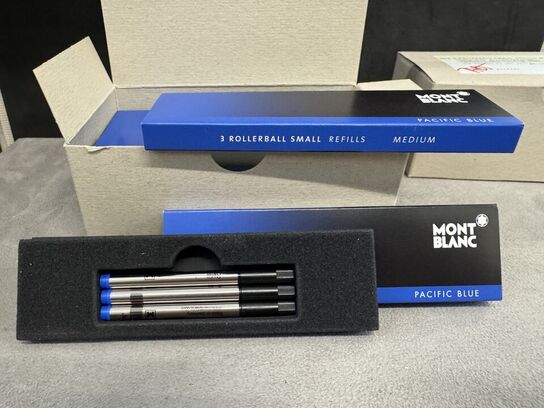 MONT
BLANC
PACIFIC BLUE
3 ROLLERBALL SMALL REFILLS MEDIUM
MONT
BLANC
PACIFIC BLUE